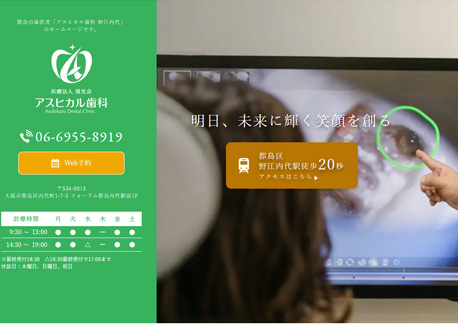 都島の歯医者「アスヒカル歯科 野江内代」
のホームページです。
医療法人 湧光会
アスヒカル歯科
Asuhikaru Dental Clinic
06-6955-8919
Web予約
〒534-0013
大阪市都島区内代町1-7-3 フォーラム都島内代駅前1F
診療時間 月 火 水 木 金 土
9:30 ～ 13:00 ● ● ● ー ● ●
14:30 ～ 19:00 ● ● △ ー ● ●
※最終受付18:30 △16:30最終受付で17:00まで
休診日：木曜日、日曜日、祝日
明日、未来に輝く笑顔を創る
都島区
野江内代駅徒歩20秒
アクセスはこちら▶